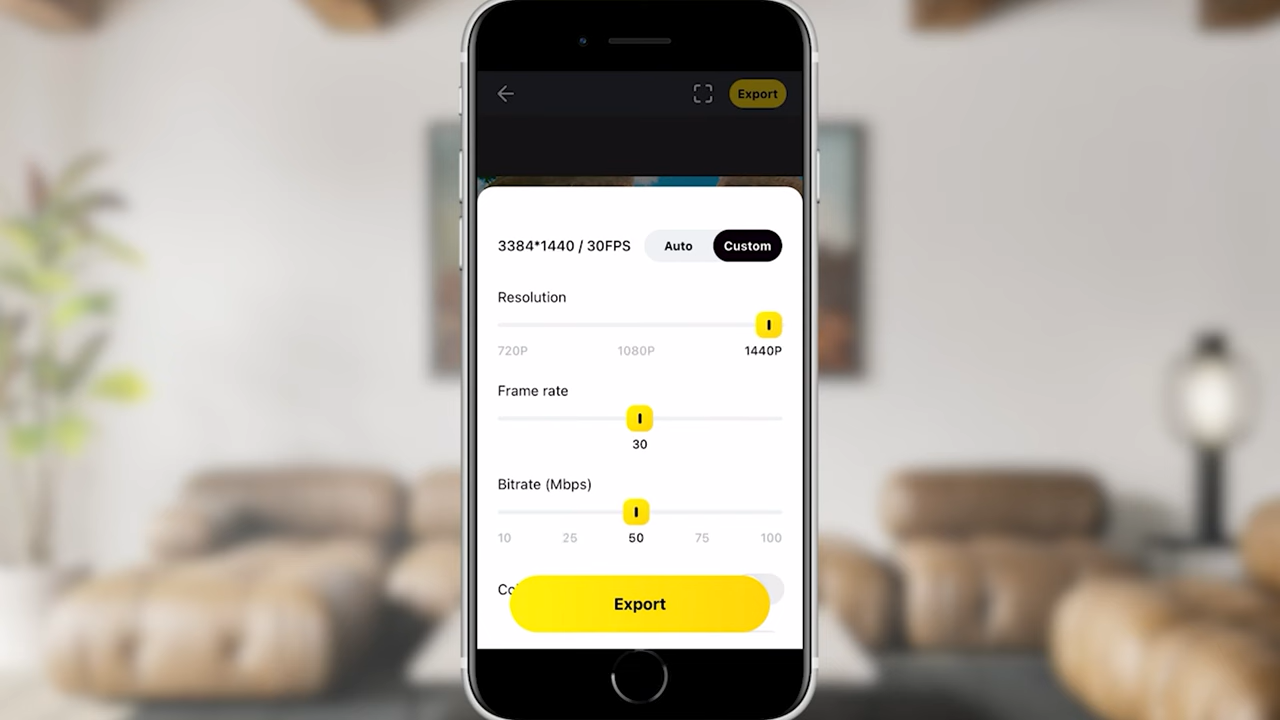 Export
3384*1440 / 30FPS
Auto
Custom
Resolution
720P
1080P
1440P
Frame rate
30
Bitrate (Mbps)
10
25
50
75
100
Export